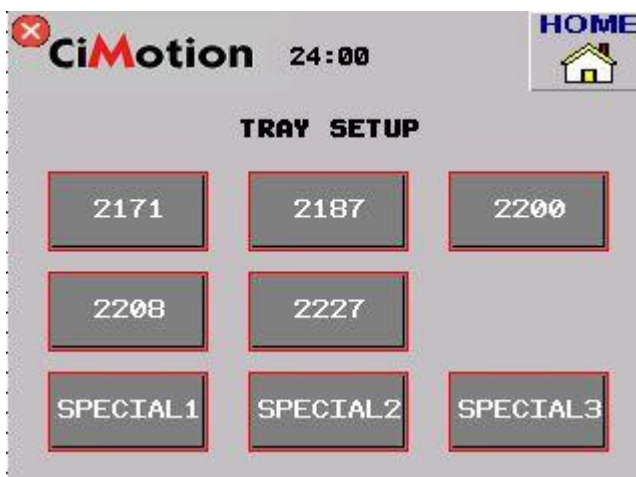 CiMotion 24:00 HOME
TRAY SETUP
2171 2187 2200
2208 2227
SPECIAL1 SPECIAL2 SPECIAL3